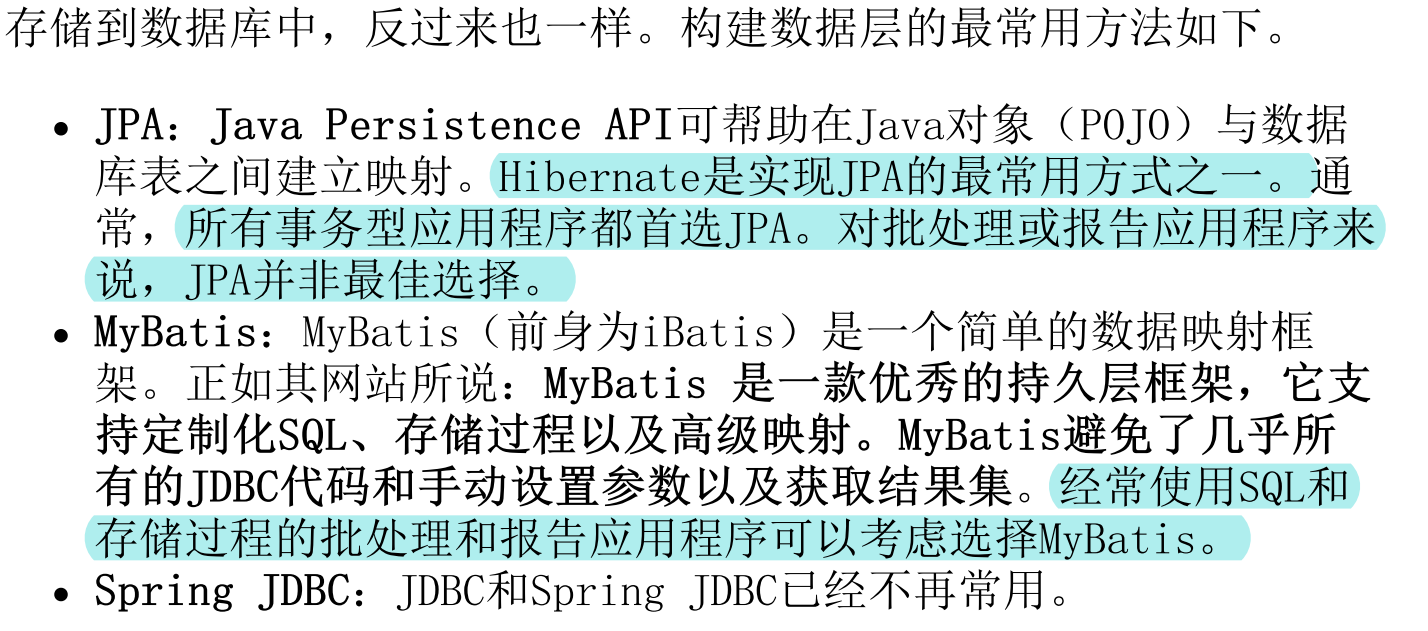 存储到数据库中，反过来也一样。构建数据层的最常用方法如下。
• JPA：Java Persistence API可帮助在Java对象（POJO）与数据
库表之间建立映射。Hibernate是实现JPA的最常用方式之一。通
常，所有事务型应用程序都首选JPA。对批处理或报告应用程序来
说，JPA并非最佳选择。
• MyBatis：MyBatis（前身为iBatis）是一个简单的数据映射框
架。正如其网站所说：MyBatis 是一款优秀的持久层框架，它支
持定制化SQL、存储过程以及高级映射。MyBatis避免了几乎所
有的JDBC代码和手动设置参数以及获取结果集。经常使用SQL和
存储过程的批处理和报告应用程序可以考虑选择MyBatis。
• Spring JDBC：JDBC和Spring JDBC已经不再常用。